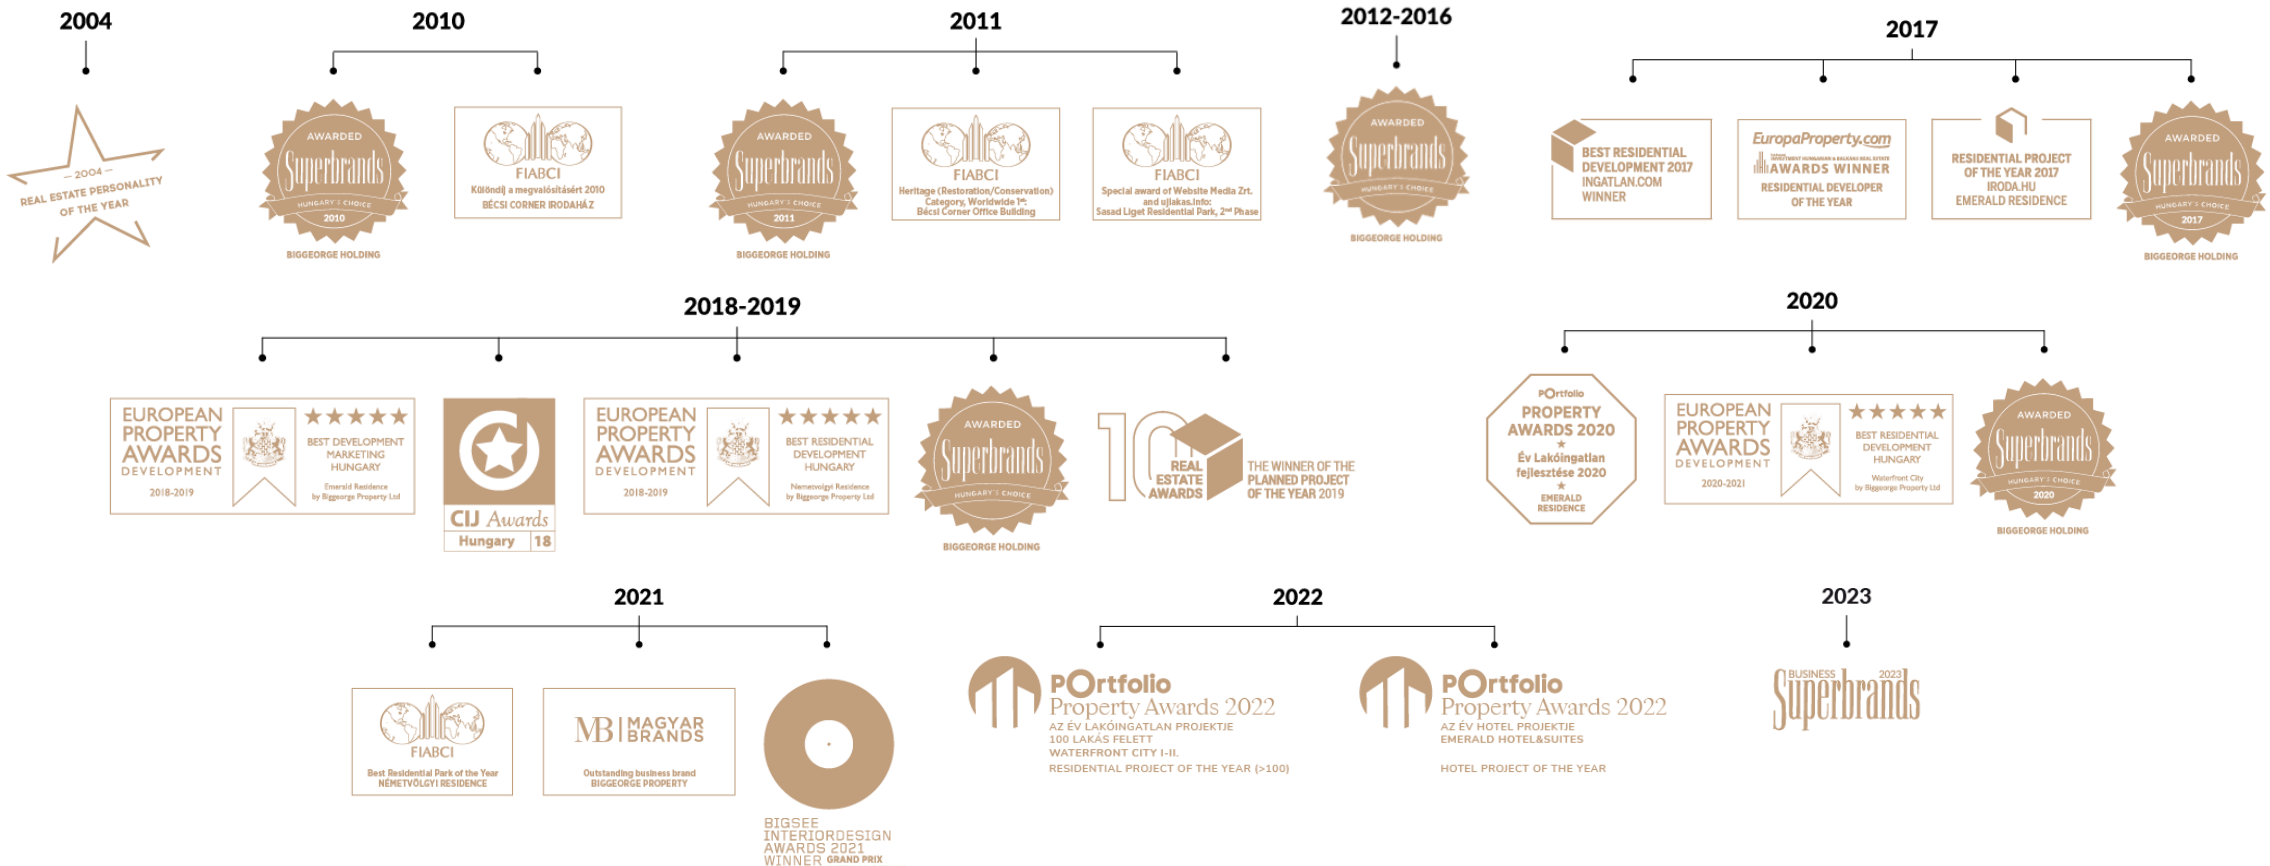 2004
— 2004 —
REAL ESTATE PERSONALITY
OF THE YEAR
2010
AWARDED
Superbrands
HUNGARY'S CHOICE
2010
BIGGEORGE HOLDING
FIABCI
Különdíj a megvalósításért 2010
BÉCSI CORNER IRODAHÁZ
2011
AWARDED
Superbrands
HUNGARY'S CHOICE
2011
BIGGEORGE HOLDING
FIABCI
Heritage (Restoration/Conservation)
Category, Worldwide 1st:
Bécsi Corner Office Building
FIABCI
Special award of Website Media Zrt.
and ujlakas.info:
Sasad Liget Residential Park, 2nd Phase
2012-2016
AWARDED
Superbrands
HUNGARY'S CHOICE
BIGGEORGE HOLDING
2017
BEST RESIDENTIAL
DEVELOPMENT 2017
INGATLAN.COM
WINNER
EuropaProperty.com
INVESTMENT HUNGARIAN & BALKANS REAL ESTATE
AWARDS WINNER
RESIDENTIAL DEVELOPER
OF THE YEAR
RESIDENTIAL PROJECT
OF THE YEAR 2017
IRODA.HU
EMERALD RESIDENCE
AWARDED
Superbrands
HUNGARY'S CHOICE
2017
BIGGEORGE HOLDING
2018-2019
EUROPEAN
PROPERTY
AWARDS
DEVELOPMENT
2018-2019
★★★★★
BEST DEVELOPMENT
MARKETING
HUNGARY
Emerald Residence
by Biggeorge Property Ltd
CIJ Awards
Hungary 18
EUROPEAN
PROPERTY
AWARDS
DEVELOPMENT
2018-2019
★★★★★
BEST RESIDENTIAL
DEVELOPMENT
HUNGARY
Nemetvolgyi Residence
by Biggeorge Property Ltd
AWARDED
Superbrands
HUNGARY'S CHOICE
BIGGEORGE HOLDING
10
REAL
ESTATE
AWARDS
THE WINNER OF THE
PLANNED PROJECT
OF THE YEAR 2019
2020
POrtfolio
PROPERTY
AWARDS 2020
★
Év Lakóingatlan
fejlesztése 2020
★
EMERALD
RESIDENCE
EUROPEAN
PROPERTY
AWARDS
DEVELOPMENT
2020-2021
★★★★★
BEST RESIDENTIAL
DEVELOPMENT
HUNGARY
Waterfront City
by Biggeorge Property Ltd
AWARDED
Superbrands
HUNGARY'S CHOICE
2020
BIGGEORGE HOLDING
2021
FIABCI
Best Residential Park of the Year
NÉMETVÖLGYI RESIDENCE
MB | MAGYAR
BRANDS
Outstanding business brand
BIGGEORGE PROPERTY
BIGSEE
INTERIORDESIGN
AWARDS 2021
WINNER GRAND PRIX
2022
POrtfolio
Property Awards 2022
AZ ÉV LAKÓINGATLAN PROJEKTJE
100 LAKÁS FELETT
WATERFRONT CITY I-II.
RESIDENTIAL PROJECT OF THE YEAR (>100)
POrtfolio
Property Awards 2022
AZ ÉV HOTEL PROJEKTJE
EMERALD HOTEL&SUITES
HOTEL PROJECT OF THE YEAR
2023
BUSINESS 2023
Superbrands